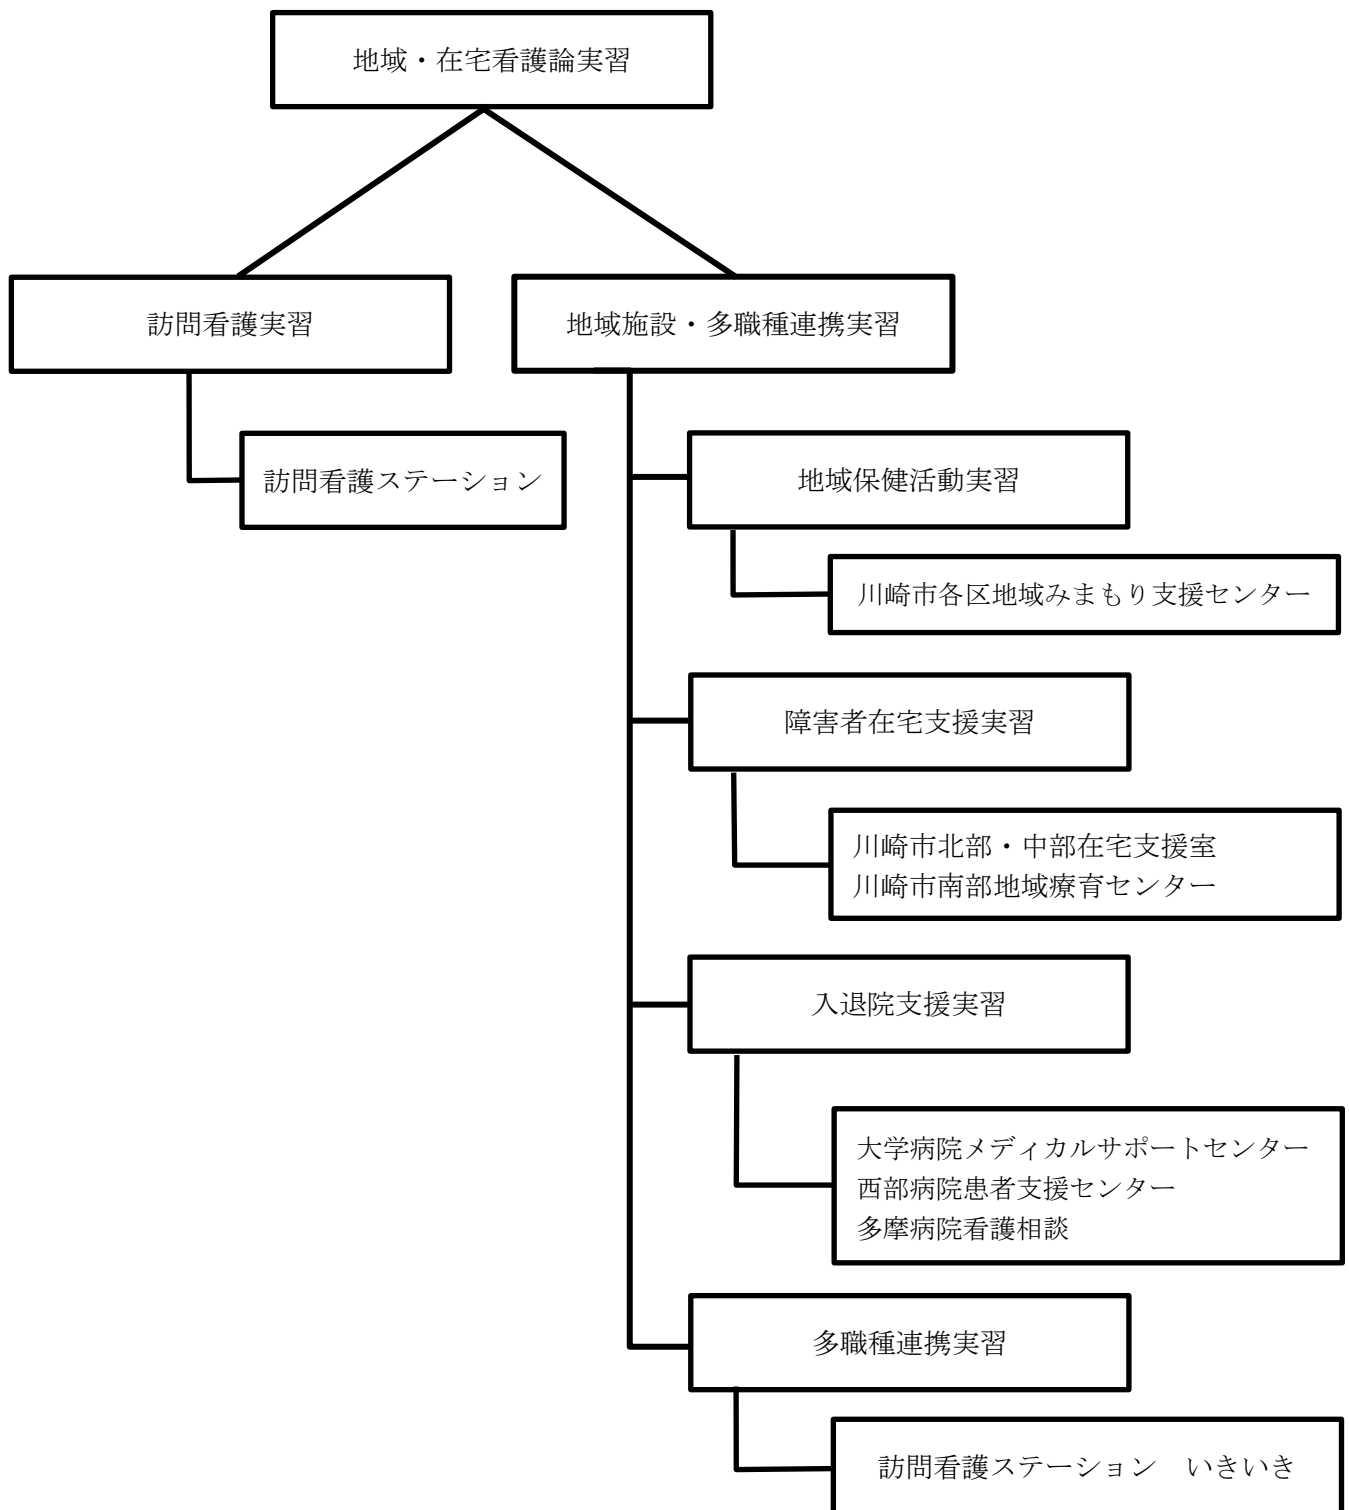 地域・在宅看護論実習
訪問看護実習
訪問看護ステーション
地域施設・多職種連携実習
地域保健活動実習
川崎市各区地域みまもり支援センター
障害者在宅支援実習
川崎市北部・中部在宅支援室
川崎市南部地域療育センター
入退院支援実習
大学病院メディカルサポートセンター
西部病院患者支援センター
多摩病院看護相談
多職種連携実習
訪問看護ステーション　いきいき